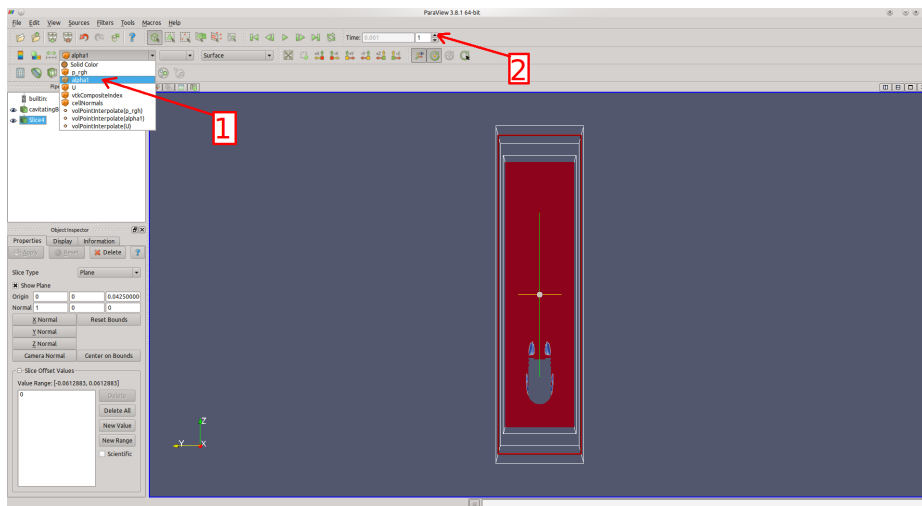 ParaView 3.8.1 64-bit
File Edit View Sources Filters Tools Macros Help
Time: 0.001 1
alpha1 Surface
Solid Color
p_rgh
alpha1
U
vtkCompositeIndex
cellNormals
volPointInterpolate(p_rgh)
volPointInterpolate(alpha1)
volPointInterpolate(U)
1
2
Pipe
builtin:
cavitatingB
Slice4
Object Inspector
Properties Display Information
Apply Reset Delete ?
Slice Type Plane
Show Plane
Origin 0 0 0.04250000
Normal 1 0 0
X Normal Reset Bounds
Y Normal
Z Normal
Camera Normal Center on Bounds
Slice Offset Values
Value Range: [-0.0612883, 0.0612883]
0
Delete
Delete All
New Value
New Range
Scientific
Z
Y X